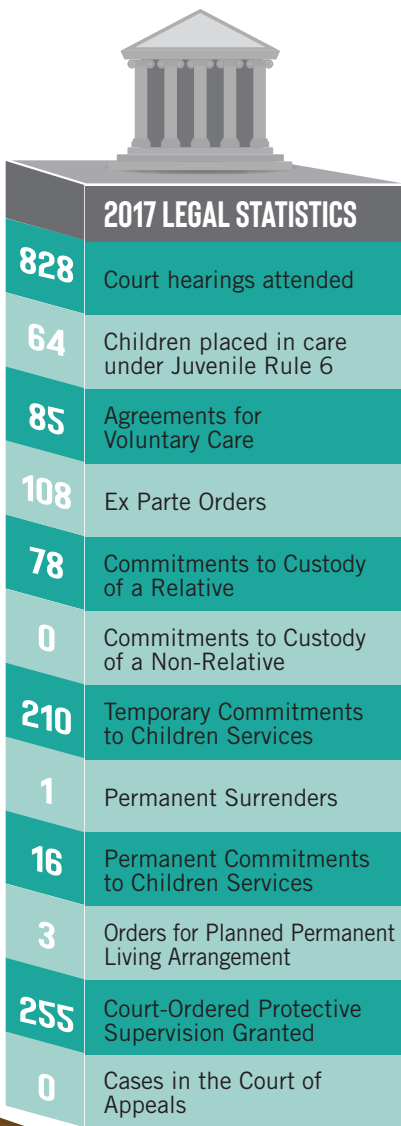 2017 LEGAL STATISTICS
828
Court hearings attended
64
Children placed in care
under Juvenile Rule 6
85
Agreements for
Voluntary Care
108
Ex Parte Orders
78
Commitments to Custody
of a Relative
0
Commitments to Custody
of a Non-Relative
210
Temporary Commitments
to Children Services
1
Permanent Surrenders
16
Permanent Commitments
to Children Services
3
Orders for Planned Permanent
Living Arrangement
255
Court-Ordered Protective
Supervision Granted
0
Cases in the Court of
Appeals